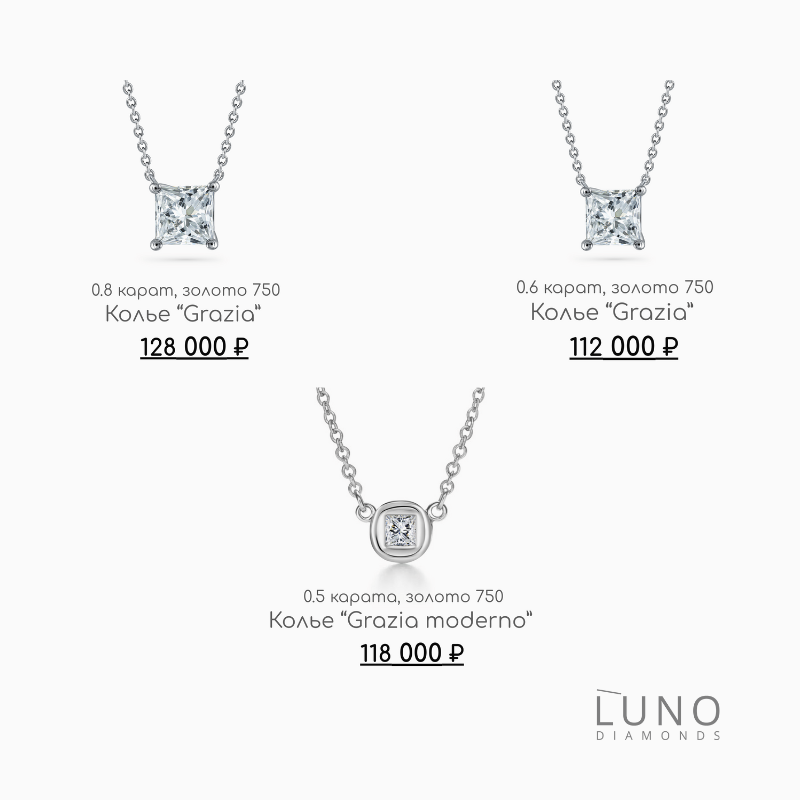 0.8 карат, золото 750
Колье “Grazia”
128 000 ₽
0.6 карат, золото 750
Колье “Grazia”
112 000 ₽
0.5 карата, золото 750
Колье “Grazia moderno”
118 000 ₽
LUNO
DIAMONDS